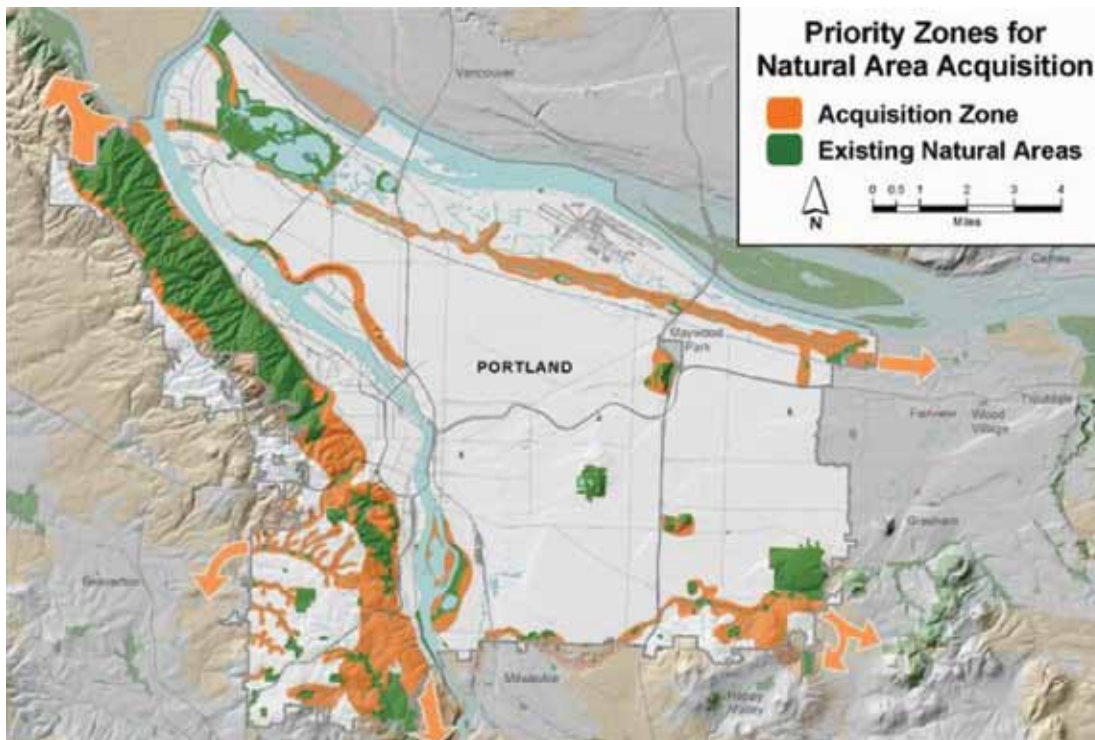 Priority Zones for
Natural Area Acquisition
Acquisition Zone
Existing Natural Areas
0 0.5 1 2 3 4
Miles
N
Vancouver
Camas
Maywood
Park
PORTLAND
Fairview
Wood
Village
Troutdale
Gresham
Beaverton
Milwaukie
Happy
Valley